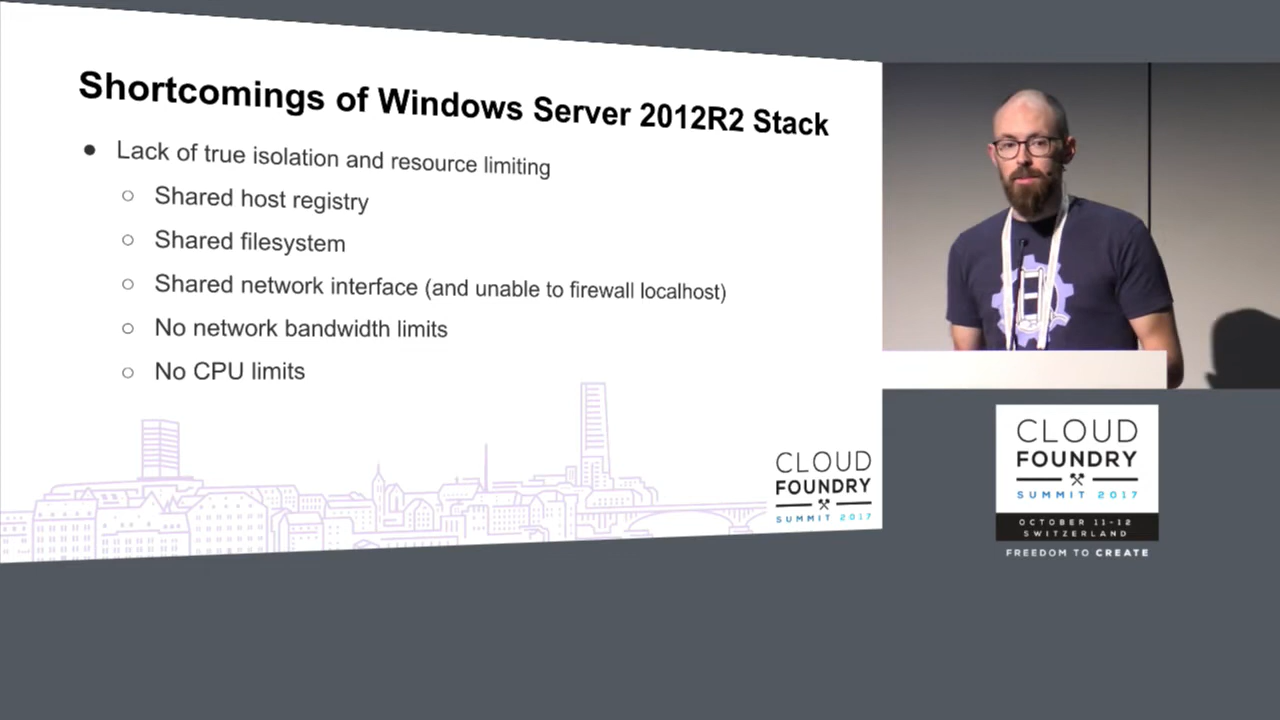 Shortcomings of Windows Server 2012R2 Stack
● Lack of true isolation and resource limiting
○ Shared host registry
○ Shared filesystem
○ Shared network interface (and unable to firewall localhost)
○ No network bandwidth limits
○ No CPU limits
CLOUD
FOUNDRY
SUMMIT 2017
CLOUD
FOUNDRY
SUMMIT 2017
OCTOBER 11-12
SWITZERLAND
FREEDOM TO CREATE